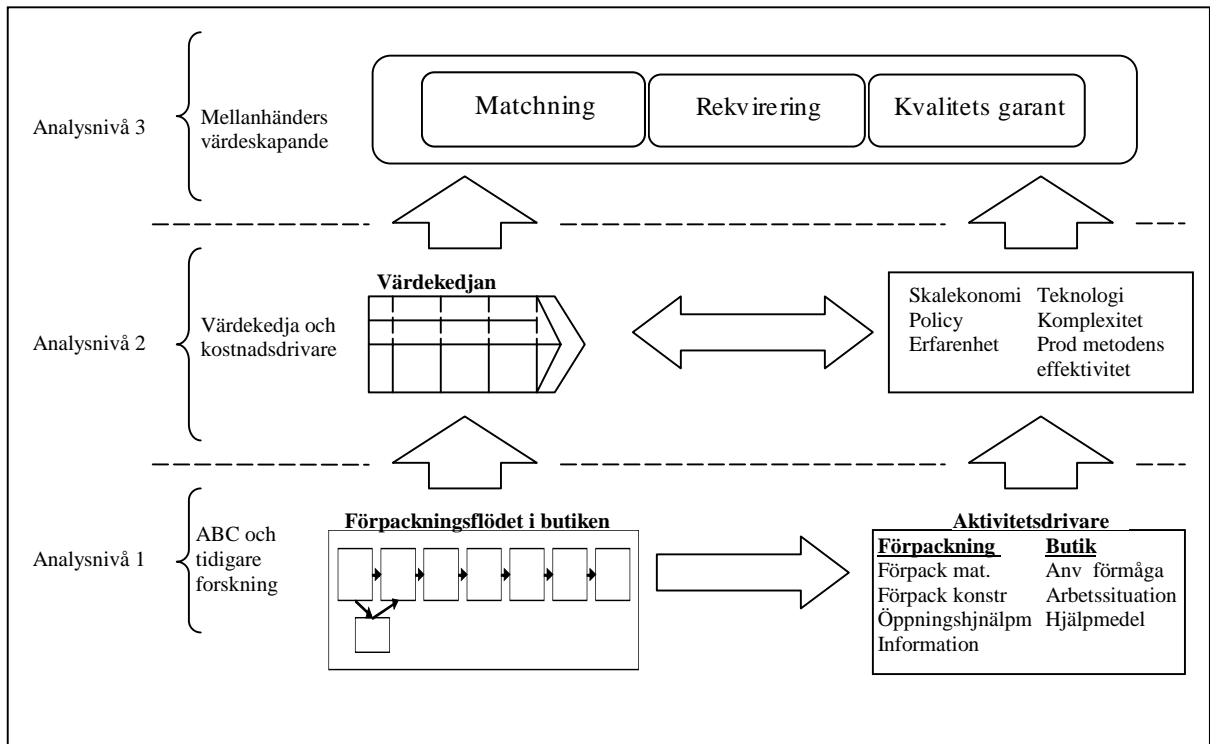 Matchning
Rekvirering
Kvalitets garant
Analysnivå 3
Mellanhänders
värdeskapande
Värdekedjan
Skalekonomi Teknologi
Policy Komplexitet
Erfarenhet Prod metodens
effektivitet
Analysnivå 2
Värdekedja och
kostnadsdrivare
Förpackningsflödet i butiken
Aktivitetsdrivare
Förpackning Butik
Förpack mat. Anv förmåga
Förpack konstr Arbetssituation
Öppningshjnälpm Hjälpmedel
Information
Analysnivå 1
ABC och
tidigare
forskning